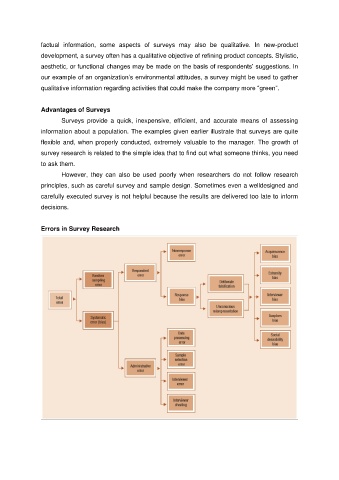 factual information, some aspects of surveys may also be qualitative. In new-product
development, a survey often has a qualitative objective of refining product concepts. Stylistic,
aesthetic, or functional changes may be made on the basis of respondents' suggestions. In
our example of an organization's environmental attitudes, a survey might be used to gather
qualitative information regarding activities that could make the company more "green".
Advantages of Surveys
Surveys provide a quick, inexpensive, efficient, and accurate means of assessing
information about a population. The examples given earlier illustrate that surveys are quite
flexible and, when properly conducted, extremely valuable to the manager. The growth of
survey research is related to the simple idea that to find out what someone thinks, you need
to ask them.
However, they can also be used poorly when researchers do not follow research
principles, such as careful survey and sample design. Sometimes even a welldesigned and
carefully executed survey is not helpful because the results are delivered too late to inform
decisions.
Errors in Survey Research
Total
error
Random
sampling
error
Systematic
error (bias)
Respondent
error
Administrative
error
Nonresponse
error
Response
bias
Data
processing
error
Sample
selection
error
Interviewer
error
Interviewer
cheating
Deliberate
falsification
Unconscious
misrepresentation
Acquiescence
bias
Extremity
bias
Interviewer
bias
Auspices
bias
Social
desirability
bias